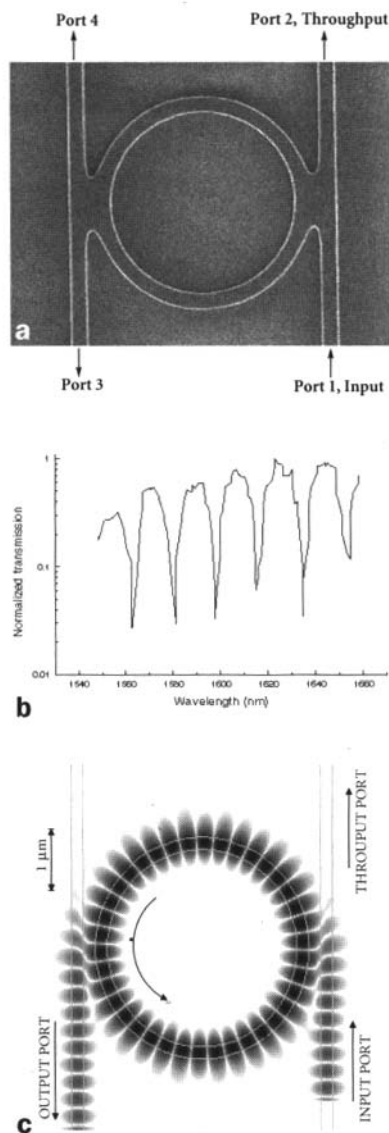 Port 4
Port 2, Throughput
a
Port 3
Port 1, Input
Normalized transmission
1
0.1
0.01
1540 1560 1580 1600 1620 1640 1660
Wavelength (nm)
b
1 µm
THROUPUT PORT
OUTPUT PORT
INPUT PORT
c